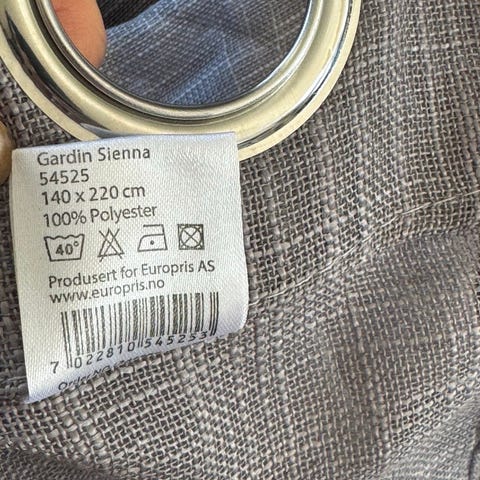 Gardin Sienna
54525
140 x 220 cm
100% Polyester
40°
Produsert for Europris AS
www.europris.no
7 022810 545253